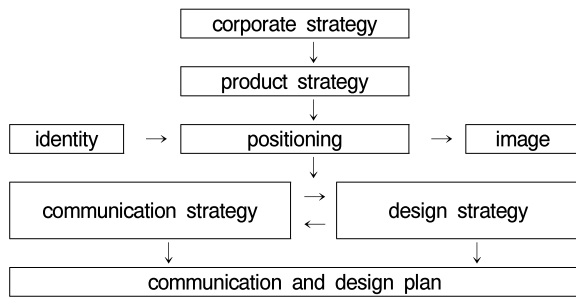 corporate strategy
product strategy
identity → positioning → image
communication strategy
design strategy
communication and design plan